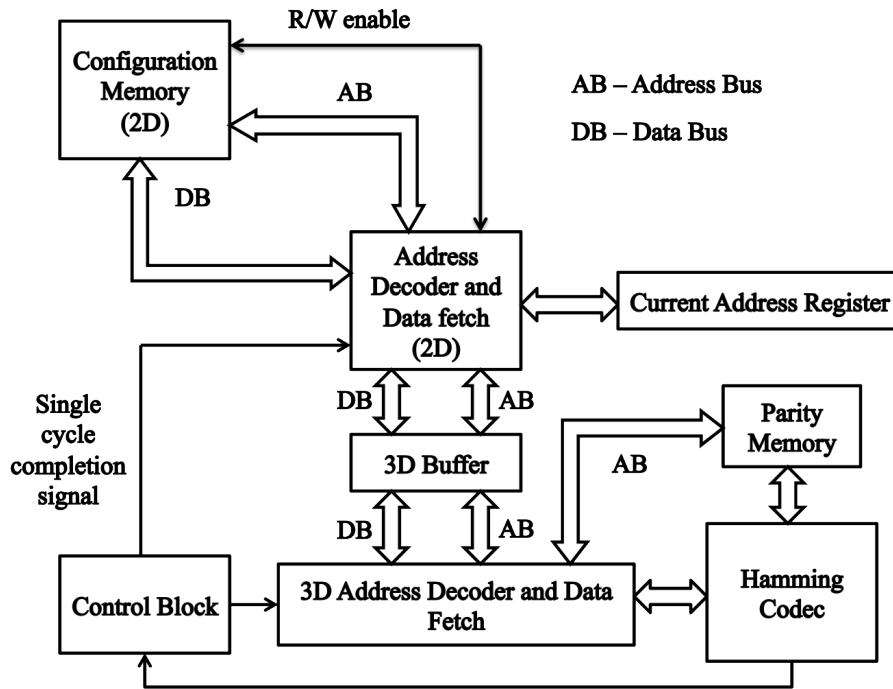 R/W enable
Configuration
Memory
(2D)
AB
AB – Address Bus
DB – Data Bus
DB
Address
Decoder and
Data fetch
(2D)
Current Address Register
Single
cycle
completion
signal
DB
AB
3D Buffer
Parity
Memory
AB
DB
AB
Control Block
3D Address Decoder and Data
Fetch
Hamming
Codec